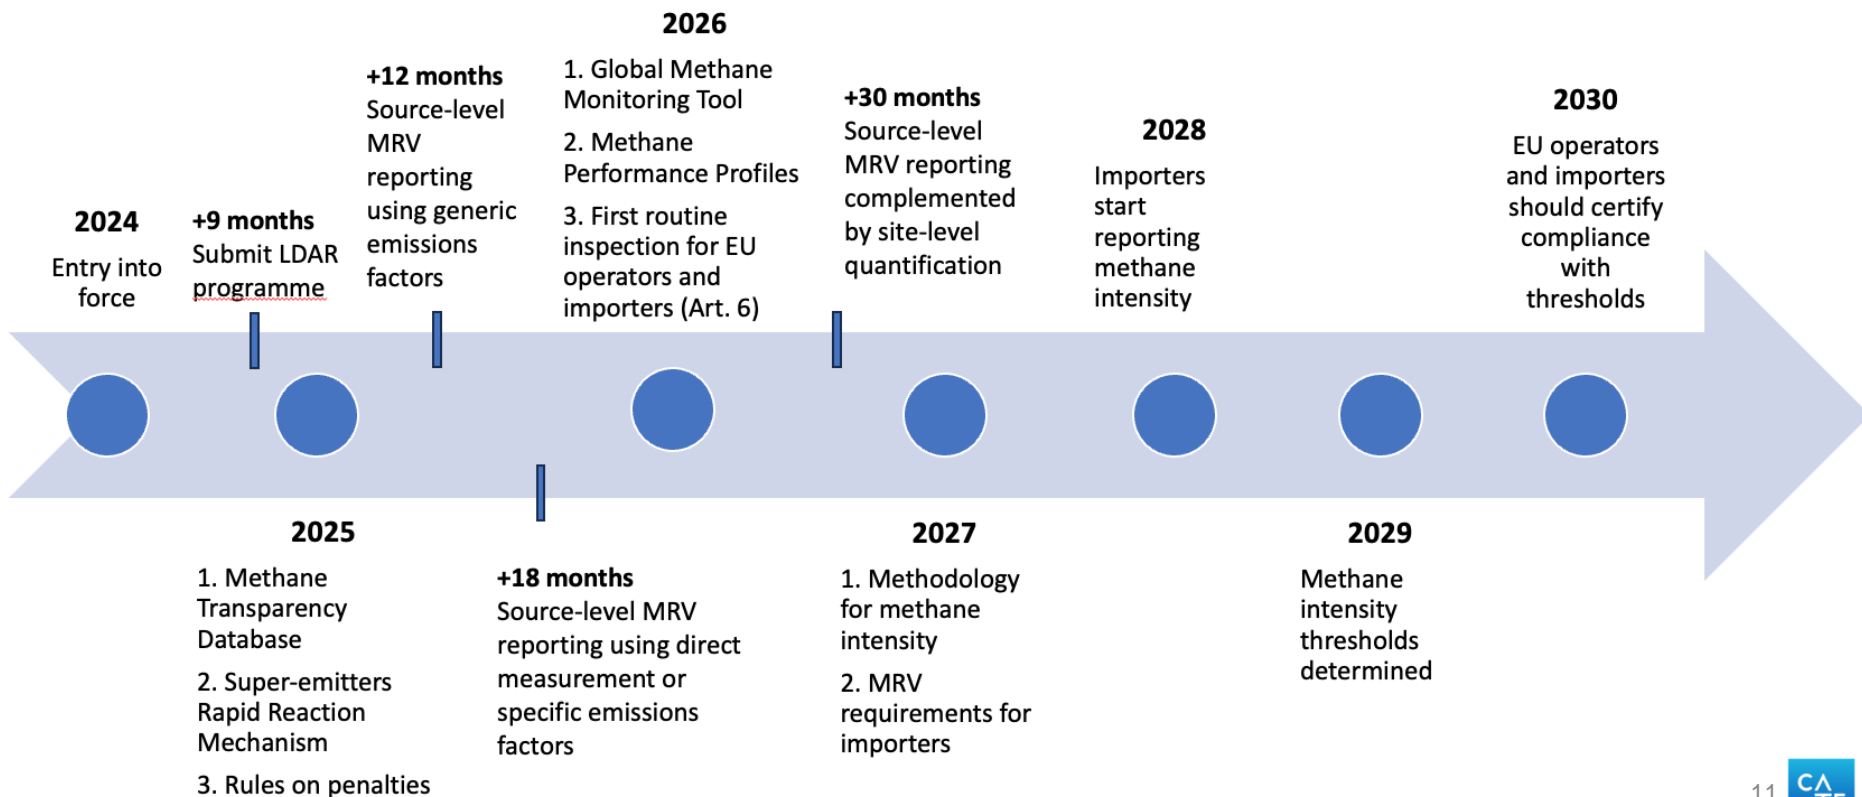 2024
Entry into
force
+9 months
Submit LDAR
programme
+12 months
Source-level
MRV
reporting
using generic
emissions
factors
2026
1. Global Methane
Monitoring Tool
2. Methane
Performance Profiles
3. First routine
inspection for EU
operators and
importers (Art. 6)
+30 months
Source-level
MRV reporting
complemented
by site-level
quantification
2028
Importers
start
reporting
methane
intensity
2030
EU operators
and importers
should certify
compliance
with
thresholds
2025
1. Methane
Transparency
Database
2. Super-emitters
Rapid Reaction
Mechanism
3. Rules on penalties
+18 months
Source-level MRV
reporting using direct
measurement or
specific emissions
factors
2027
1. Methodology
for methane
intensity
2. MRV
requirements for
importers
2029
Methane
intensity
thresholds
determined
11
CA